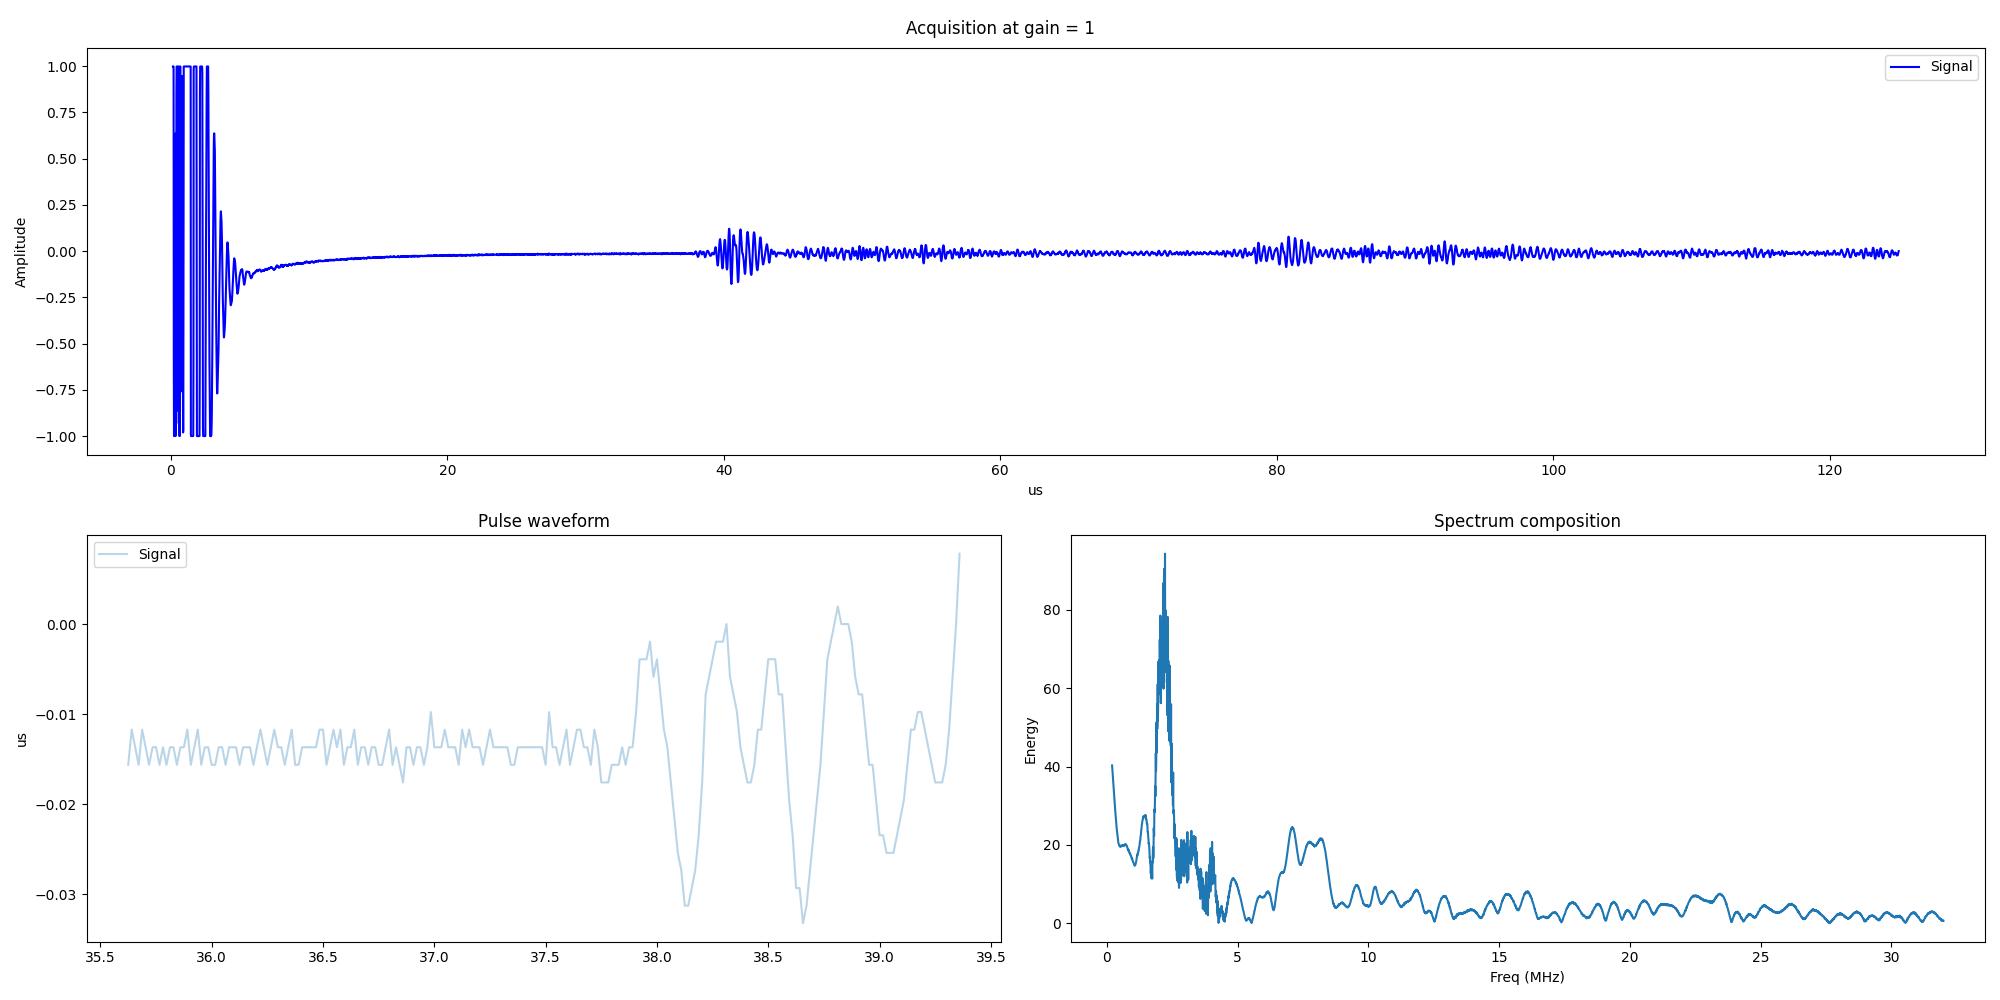 Acquisition at gain = 1
Signal
1.00
0.75
0.50
0.25
0.00
−0.25
−0.50
−0.75
−1.00
Amplitude
0 20 40 60 80 100 120
us
Pulse waveform
Signal
0.00
−0.01
−0.02
−0.03
us
35.5 36.0 36.5 37.0 37.5 38.0 38.5 39.0 39.5
Spectrum composition
80
60
40
20
0
Energy
0 5 10 15 20 25 30
Freq (MHz)